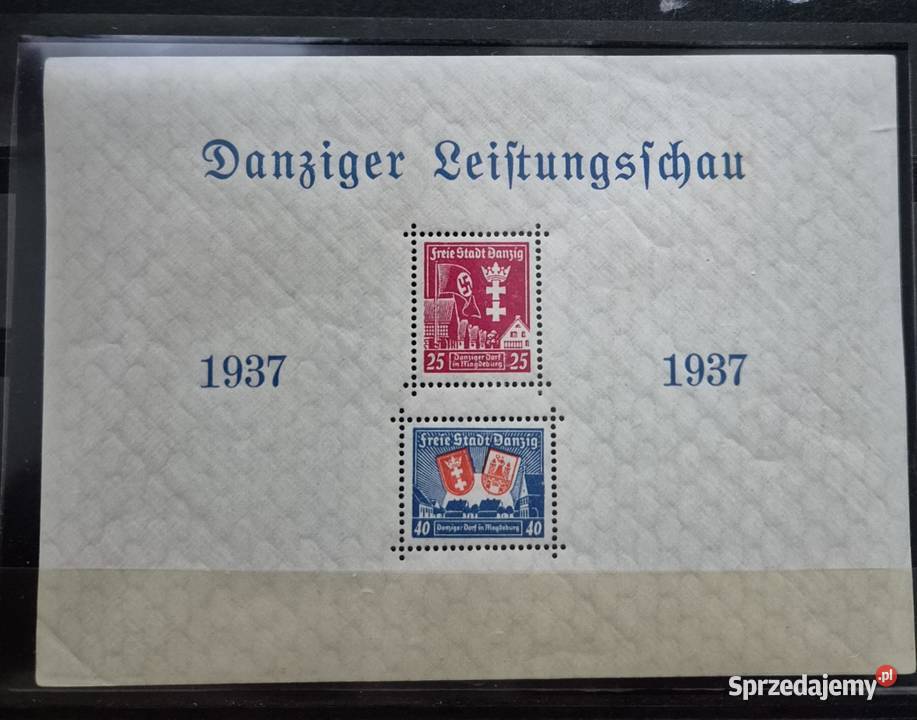 Danziger Leiſtungsſchau
Freie Stadt Danzig
25 Danziger Dorf in Magdeburg 25
1937
1937
Freie Stadt Danzig
40 Danziger Dorf in Magdeburg 40
Sprzedajemy.pl